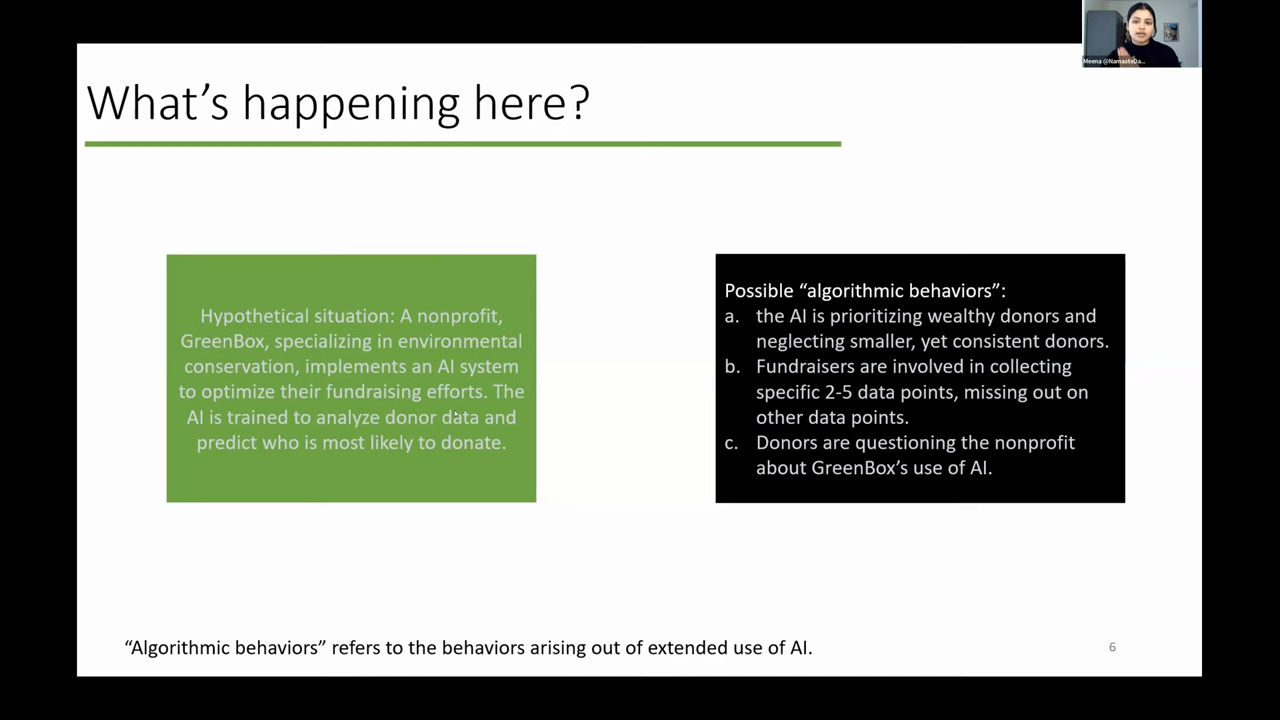 Meena @NamasteDa...
What’s happening here?
Hypothetical situation: A nonprofit,
GreenBox, specializing in environmental
conservation, implements an AI system
to optimize their fundraising efforts. The
AI is trained to analyze donor data and
predict who is most likely to donate.
Possible “algorithmic behaviors”:
a. the AI is prioritizing wealthy donors and
neglecting smaller, yet consistent donors.
b. Fundraisers are involved in collecting
specific 2-5 data points, missing out on
other data points.
c. Donors are questioning the nonprofit
about GreenBox’s use of AI.
“Algorithmic behaviors” refers to the behaviors arising out of extended use of AI.
6